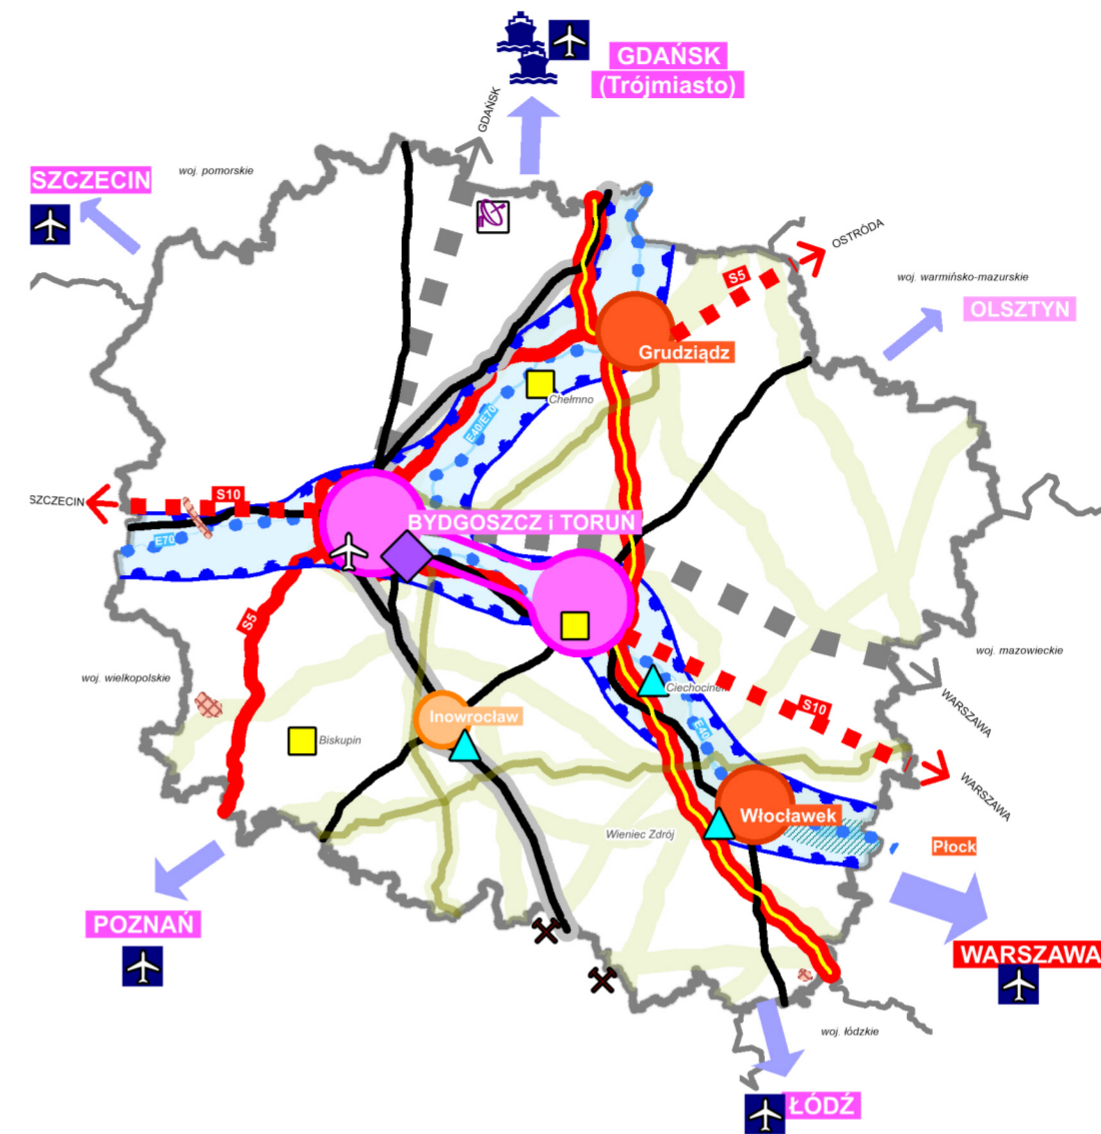 GDAŃSK
(Trójmiasto)
GDAŃSK
woj. pomorskie
SZCZECIN
OSTRÓDA
woj. warmińsko-mazurskie
S5
OLSZTYN
Grudziądz
Chełmno
E40/E70
SZCZECIN
S10
BYDGOSZCZ i TORUŃ
E70
S5
woj. mazowieckie
woj. wielkopolskie
Ciechocinek
WARSZAWA
S10
Inowrocław
E40
Biskupin
WARSZAWA
Włocławek
Wieniec Zdrój
Płock
POZNAŃ
WARSZAWA
woj. łódzkie
ŁÓDŹ